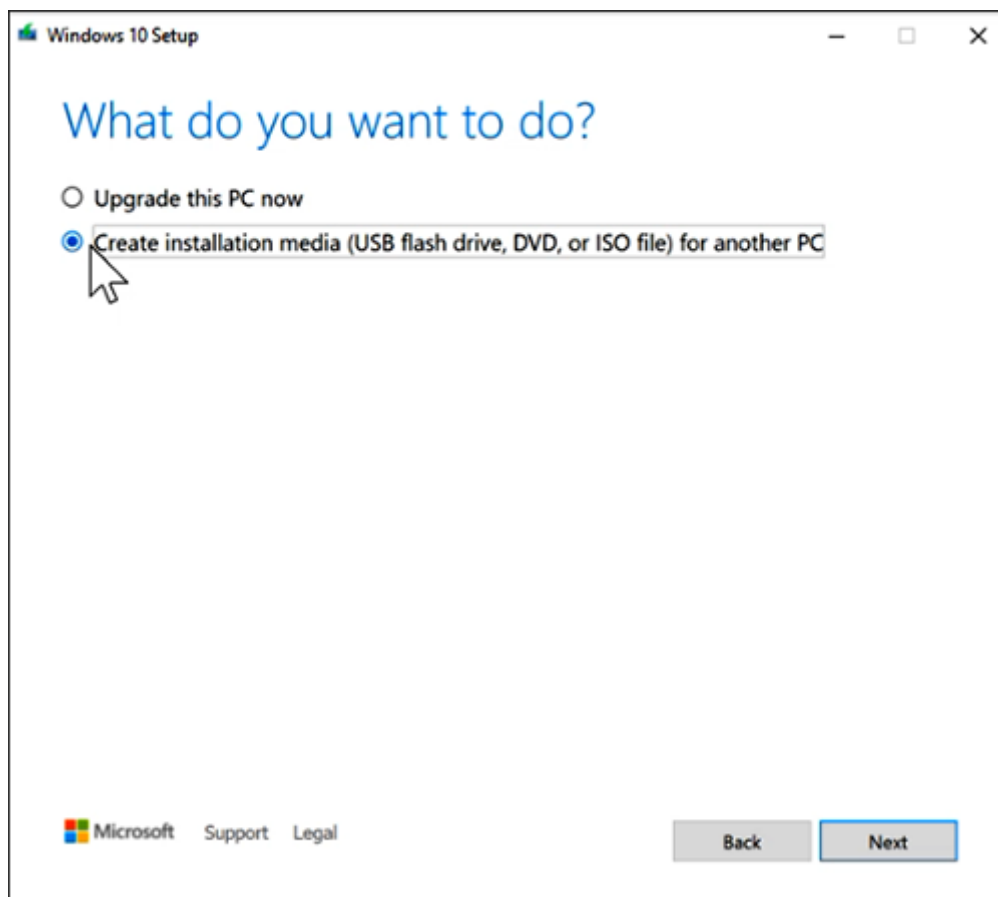 Windows 10 Setup
What do you want to do?
Upgrade this PC now
Create installation media (USB flash drive, DVD, or ISO file) for another PC
Microsoft Support Legal
Back Next